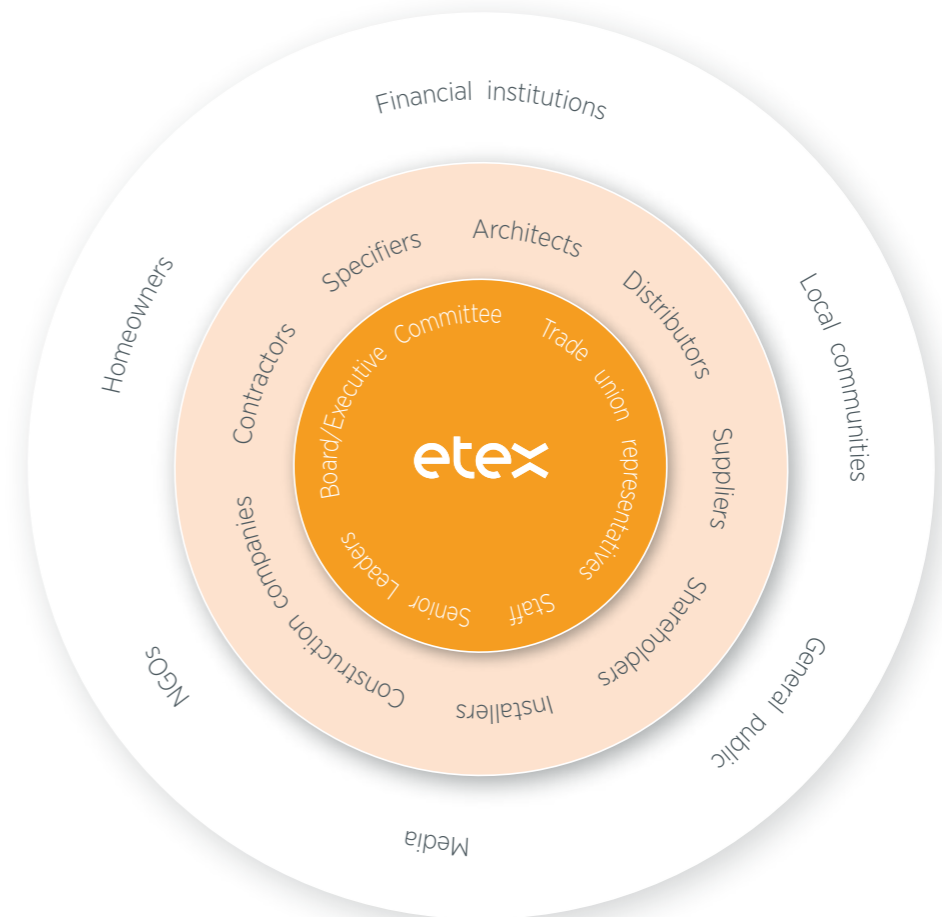 Financial institutions
Local communities
General public
Media
NGOs
Homeowners
Architects
Distributors
Suppliers
Shareholders
Installers
Construction companies
Contractors
Specifiers
Board/Executive Committee
Trade union representatives
Staff
Senior Leaders
etex